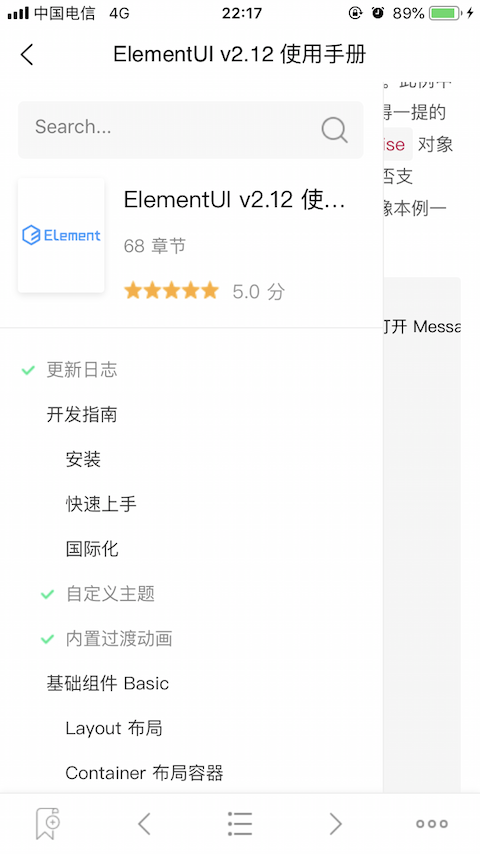 中国电信 4G 22:17 89%
ElementUI v2.12 使用手册
Search...
Element
ElementUI v2.12 使...
68 章节
5.0 分
更新日志
开发指南
安装
快速上手
国际化
自定义主题
内置过渡动画
基础组件 Basic
Layout 布局
Container 布局容器
。此例中
得一提的
ise 对象
否支
像本例一
打开 Messa